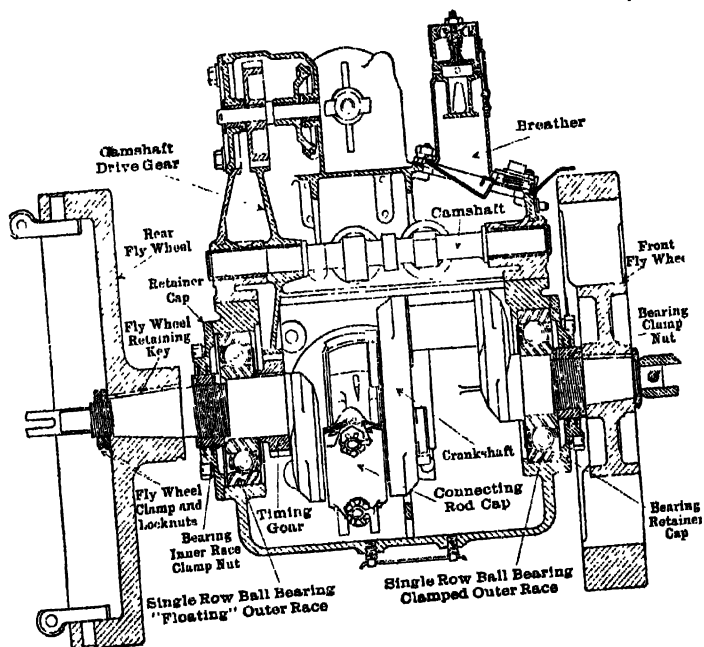 Camshaft
Drive Gear
Breather
Rear
Fly Wheel
Camshaft
Front
Fly Whee
Retainer
Cap
Bearing
Clamp
Nut
Fly Wheel
Retaining
Key
Crankshaft
Fly Wheel
Clamp and
Locknuts
Timing
Gear
Connecting
Rod Cap
Bearing
Inner Race
Clamp Nut
Bearing
Retainer
Cap
Single Row Ball Bearing
"Floating" Outer Race
Single Row Ball Bearing
Clamped Outer Race